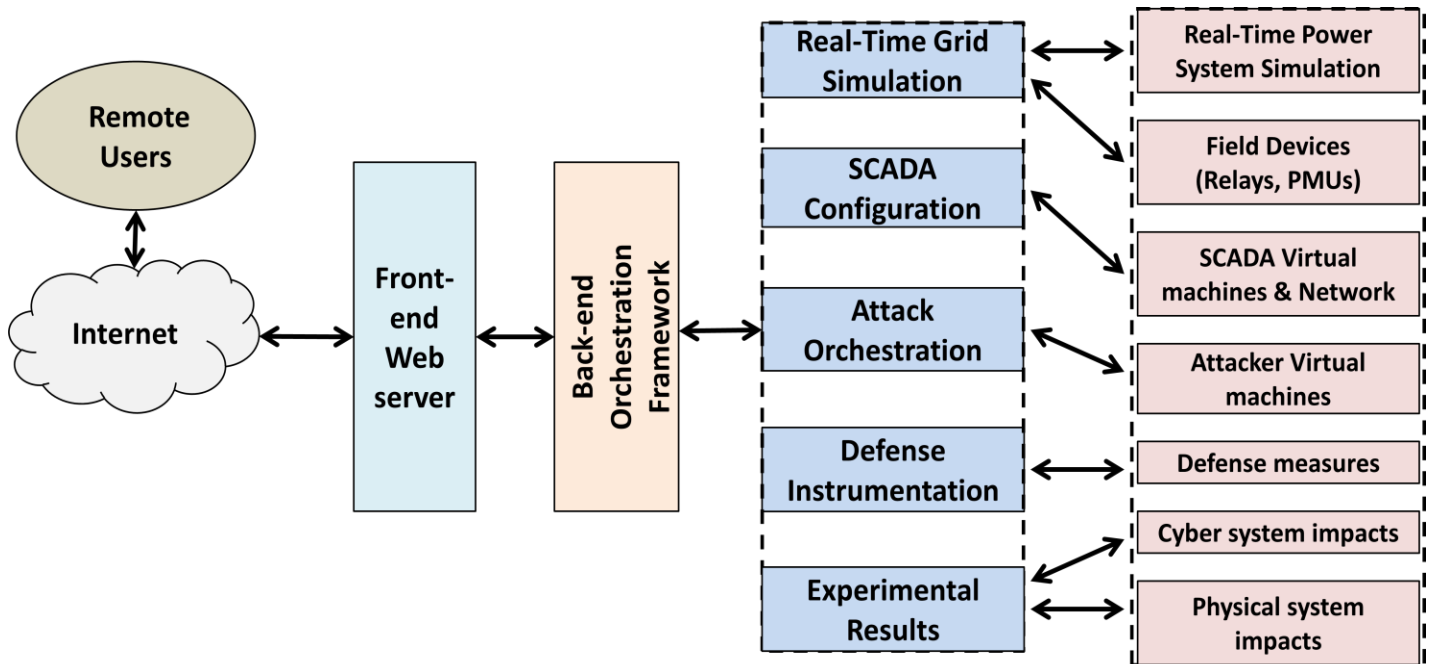 Remote
Users
Internet
Front-
end
Web
server
Back-end
Orchestration
Framework
Real-Time Grid
Simulation
SCADA
Configuration
Attack
Orchestration
Defense
Instrumentation
Experimental
Results
Real-Time Power
System Simulation
Field Devices
(Relays, PMUs)
SCADA Virtual
machines & Network
Attacker Virtual
machines
Defense measures
Cyber system impacts
Physical system
impacts